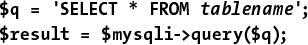 $q = 'SELECT * FROM tablename';
$result = $mysqli->query($q);